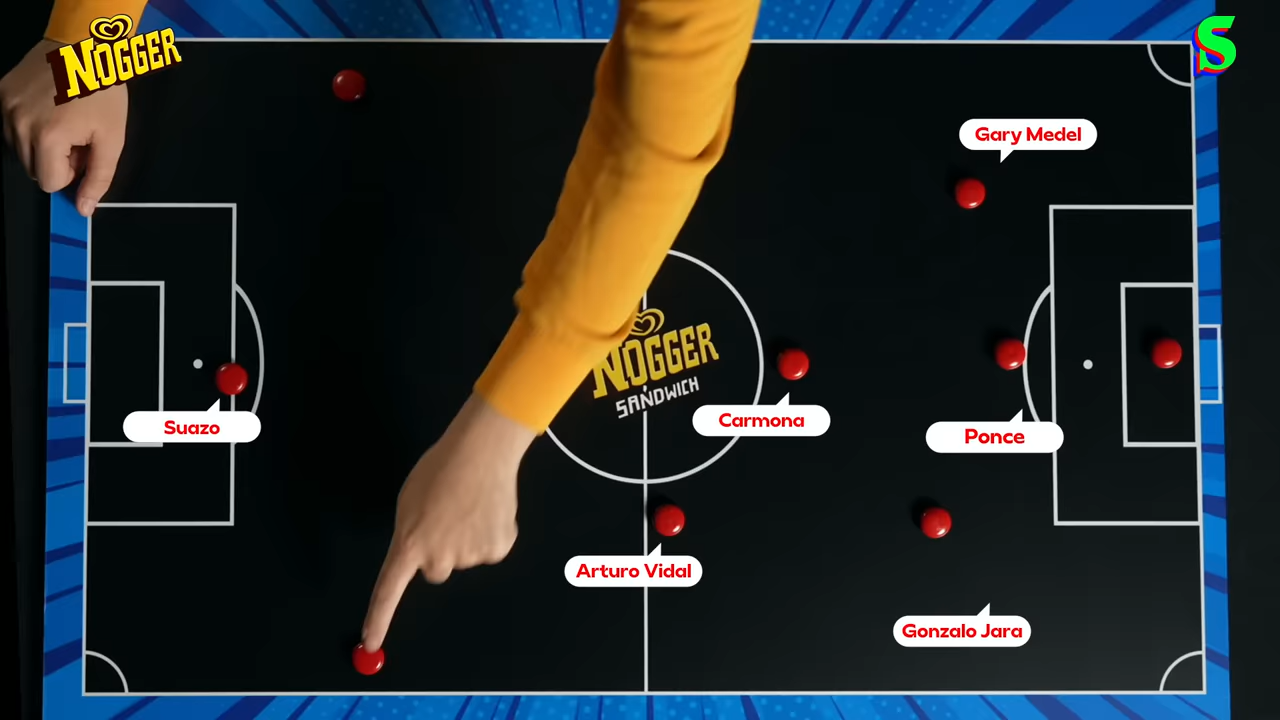 NOGGER
S
Gary Medel
NOGGER
SANDWICH
Suazo
Carmona
Ponce
Arturo Vidal
Gonzalo Jara